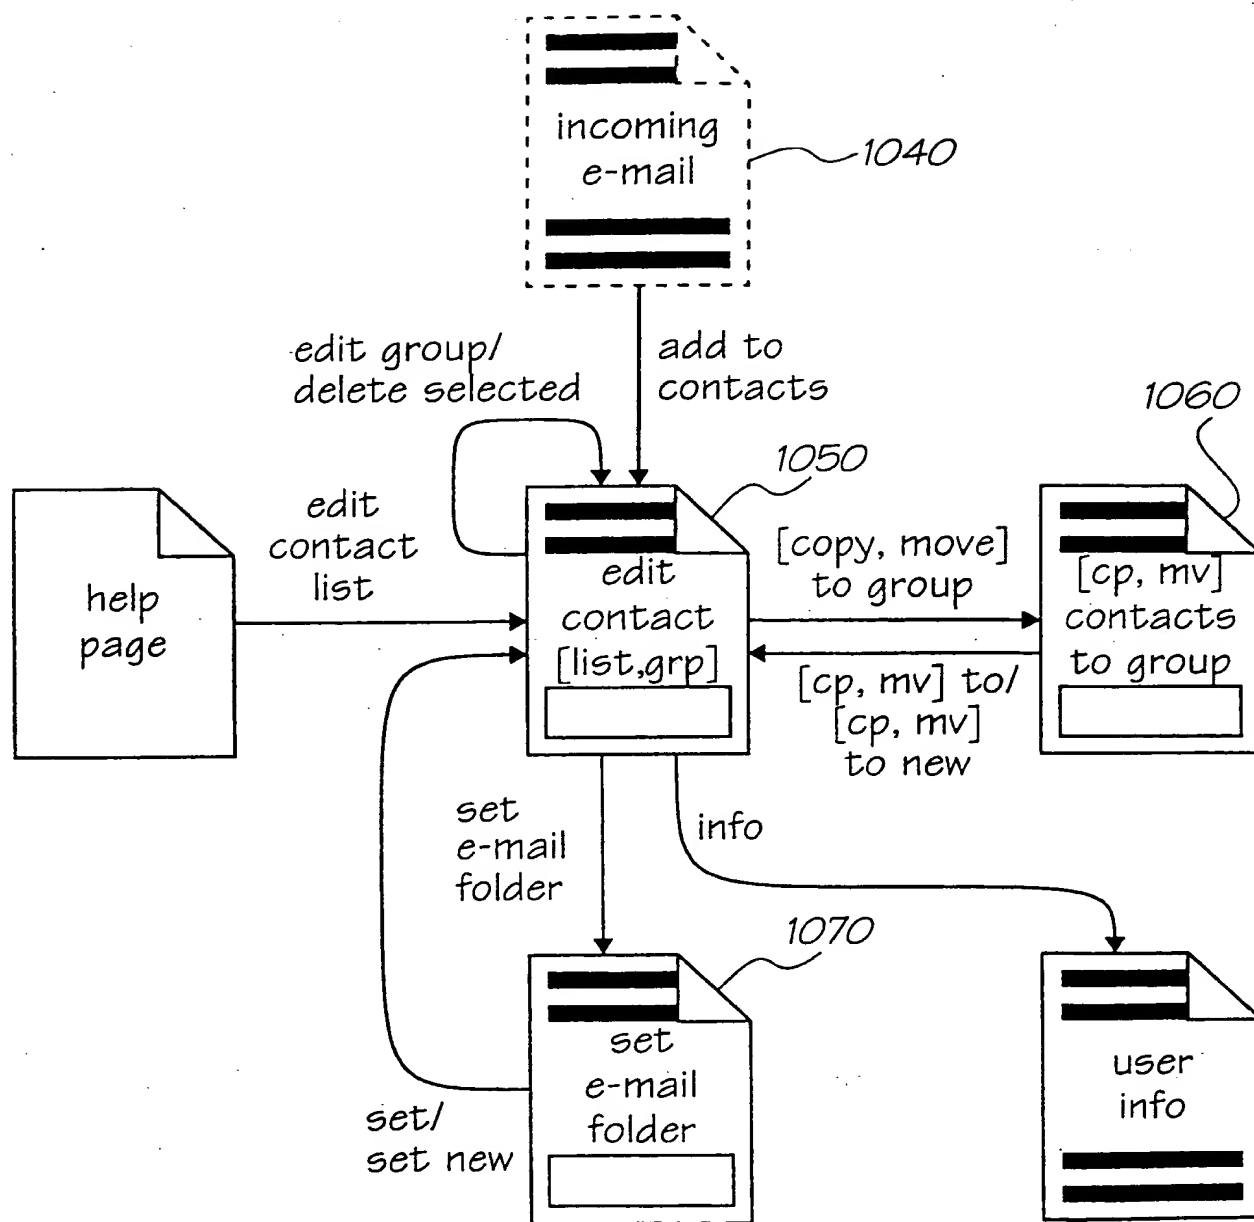 incoming
e-mail
1040
edit group/
delete selected
add to
contacts
1060
1050
edit
contact
list
help
page
edit
contact
[list,grp]
[copy, move]
to group
[cp, mv]
contacts
to group
[cp, mv] to/
[cp, mv]
to new
set
e-mail
folder
info
1070
set
e-mail
folder
set/
set new
user
info